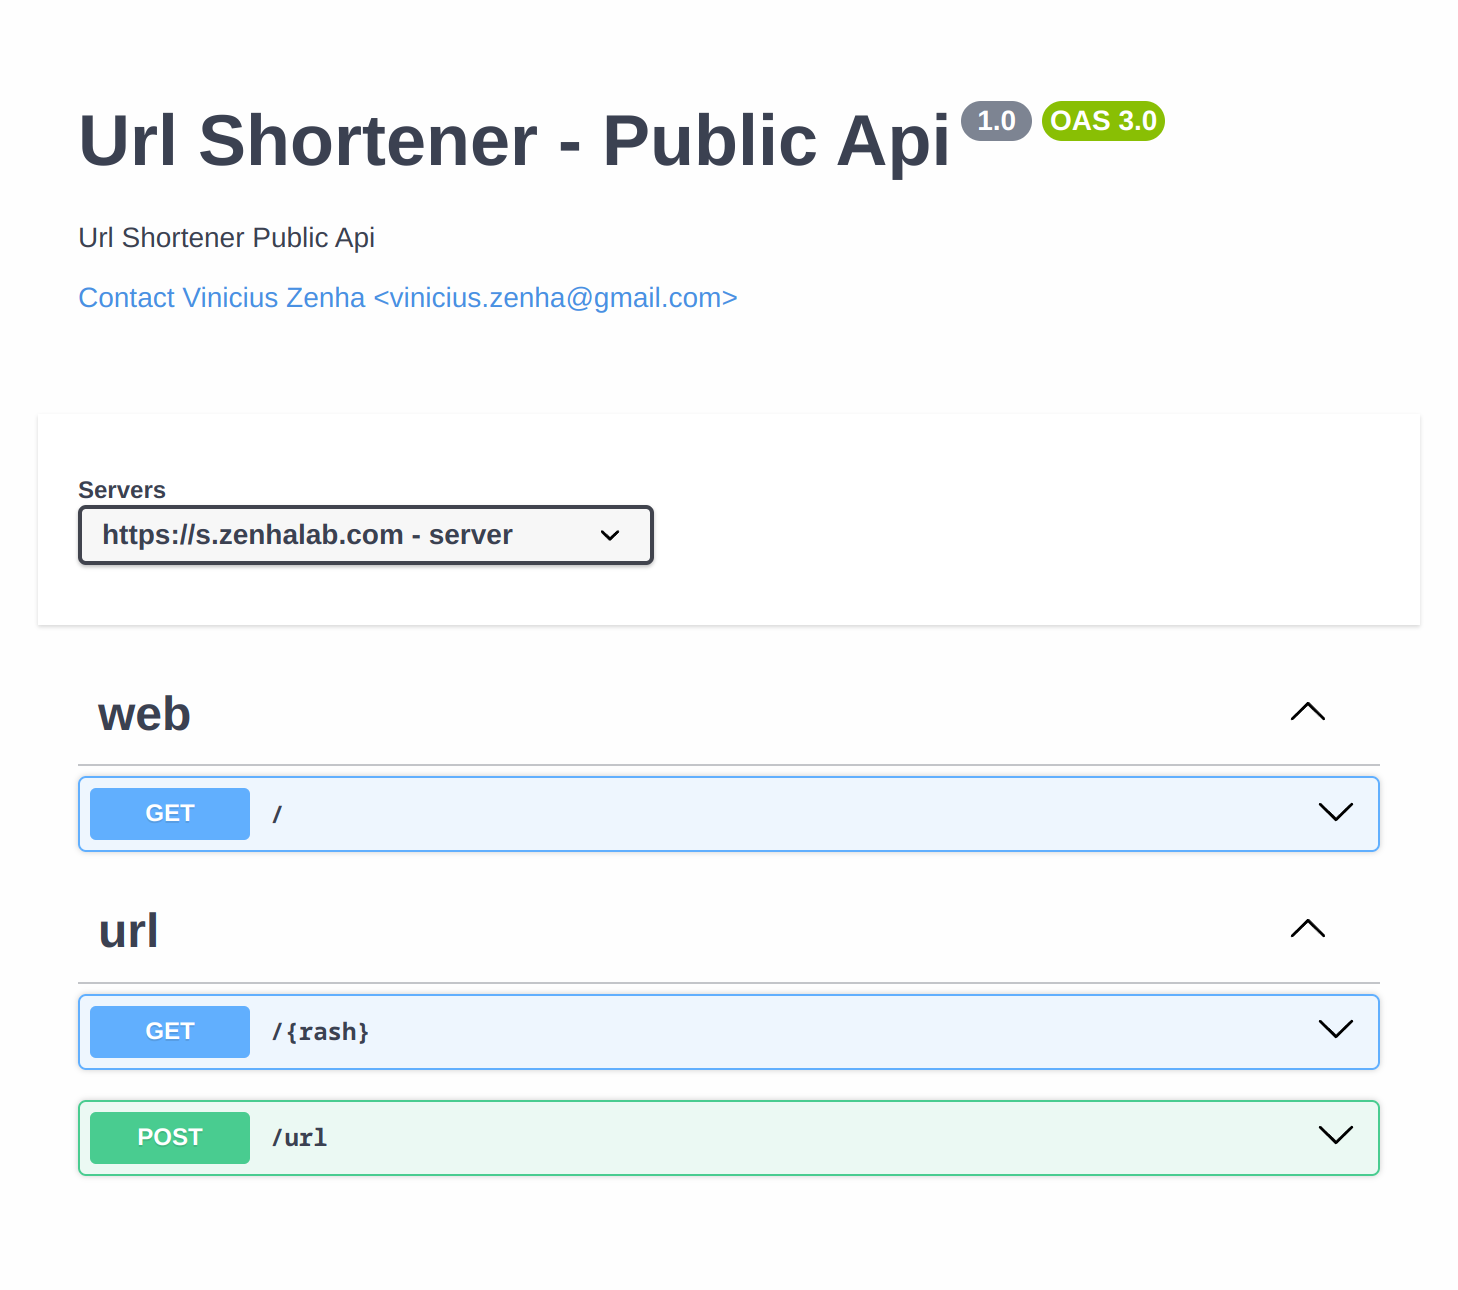 Url Shortener - Public Api 1.0 OAS 3.0
Url Shortener Public Api
Contact Vinicius Zenha <vinicius.zenha@gmail.com>
Servers
https://s.zenhalab.com - server
web
GET /
url
GET /{rash}
POST /url